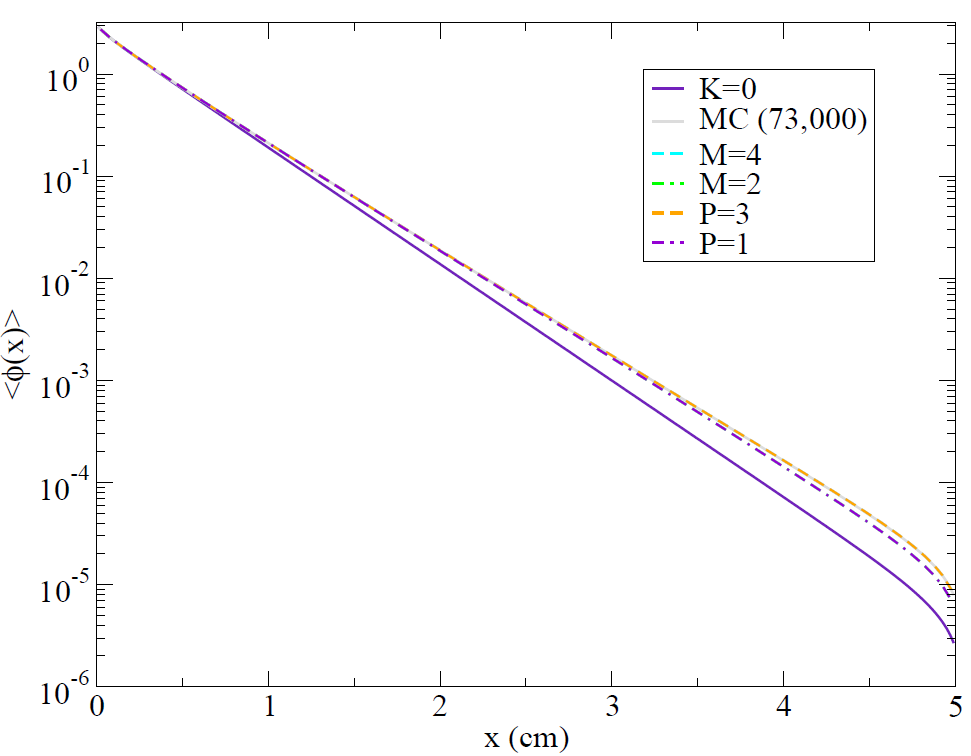 10^0
10^-1
10^-2
10^-3
10^-4
10^-5
10^-6
<ϕ(x)>
K=0
MC (73,000)
M=4
M=2
P=3
P=1
0 1 2 3 4 5
x (cm)